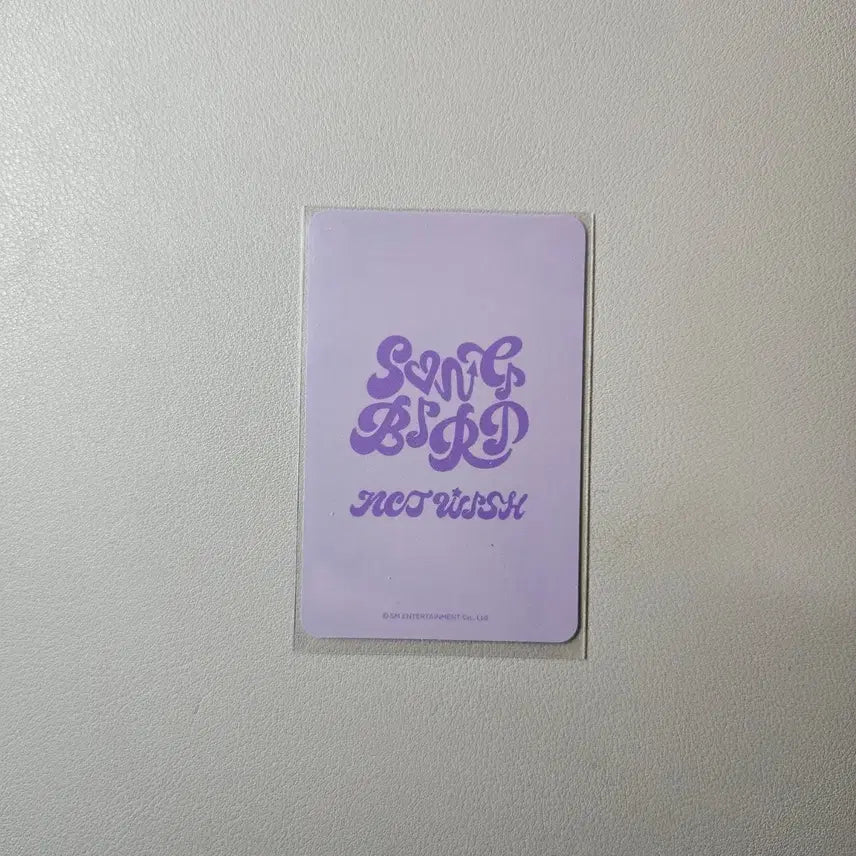 SONG
BIRD
NCT WISH
© SM ENTERTAINMENT Co., Ltd.